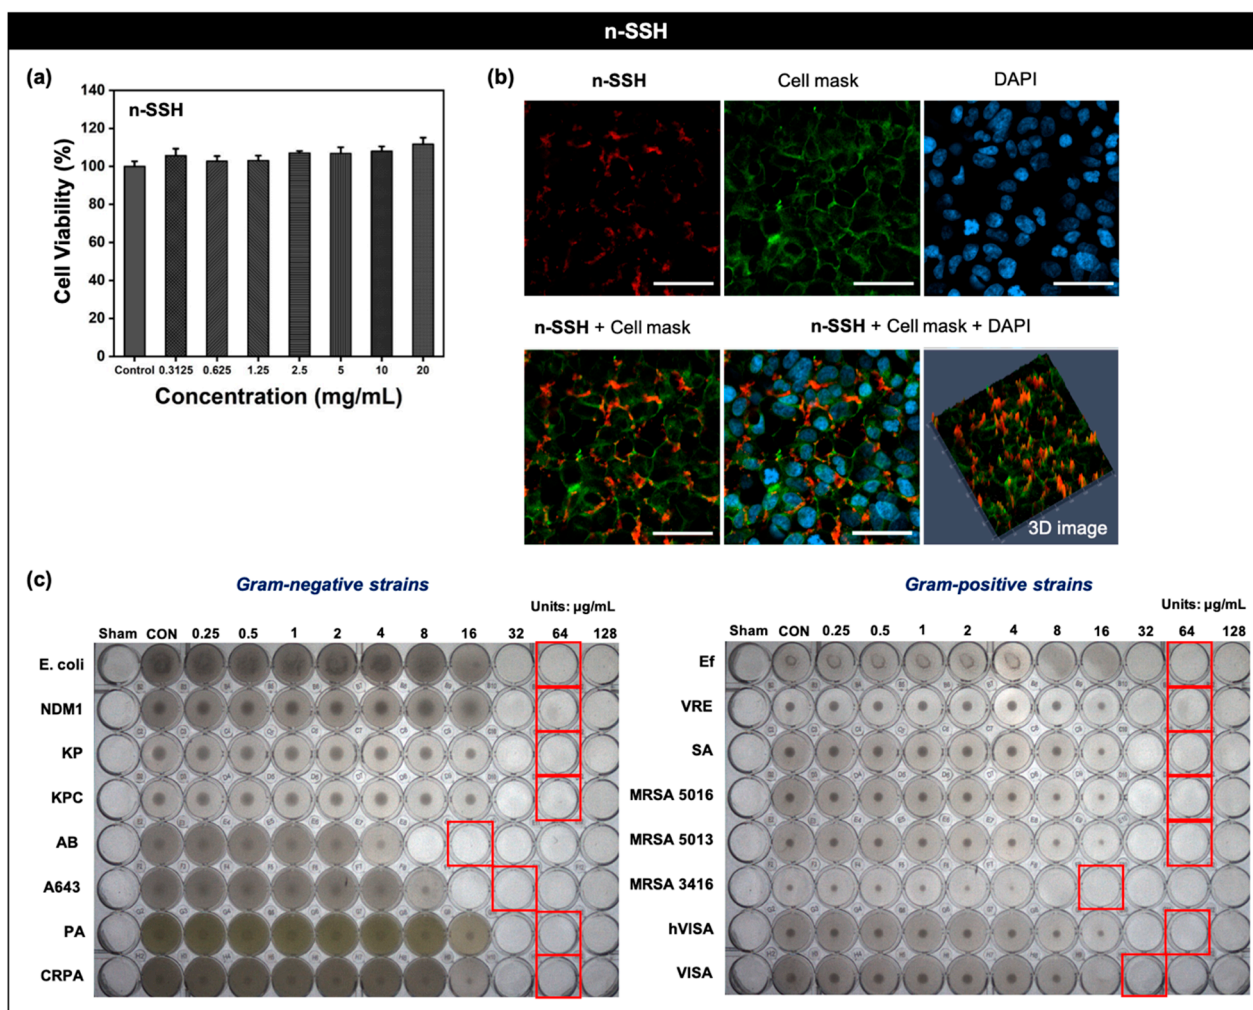 n-SSH
(a)
n-SSH
140
120
100
80
60
40
20
0
Cell Viability (%)
Control 0.3125 0.625 1.25 2.5 5 10 20
Concentration (mg/mL)
(b)
n-SSH Cell mask DAPI
n-SSH + Cell mask n-SSH + Cell mask + DAPI
3D image
(c)
Gram-negative strains
Units: µg/mL
Sham CON 0.25 0.5 1 2 4 8 16 32 64 128
E. coli
NDM1
KP
KPC
AB
A643
PA
CRPA
Gram-positive strains
Units: µg/mL
Sham CON 0.25 0.5 1 2 4 8 16 32 64 128
Ef
VRE
SA
MRSA 5016
MRSA 5013
MRSA 3416
hVISA
VISA